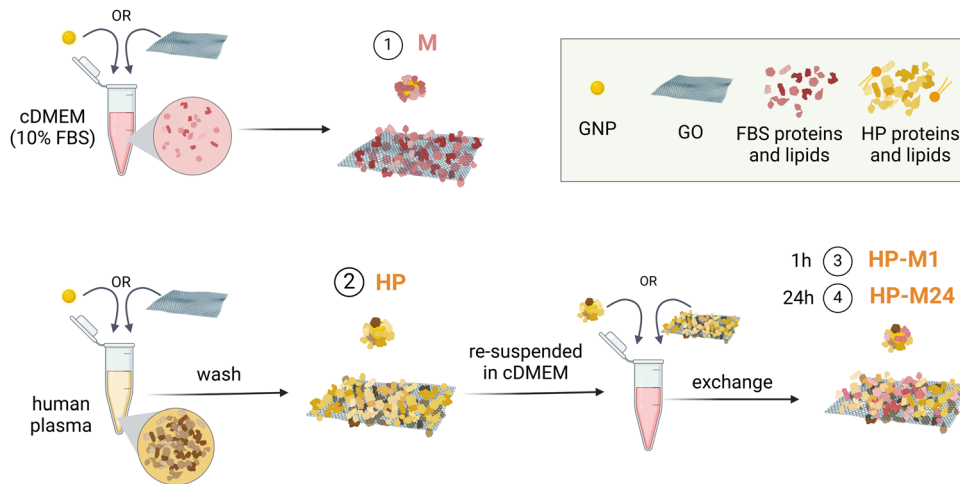 OR
cDMEM
(10% FBS)
1 M
GNP
GO
FBS proteins
and lipids
HP proteins
and lipids
OR
human
plasma
wash
2 HP
re-suspended
in cDMEM
OR
exchange
1h 3 HP-M1
24h 4 HP-M24